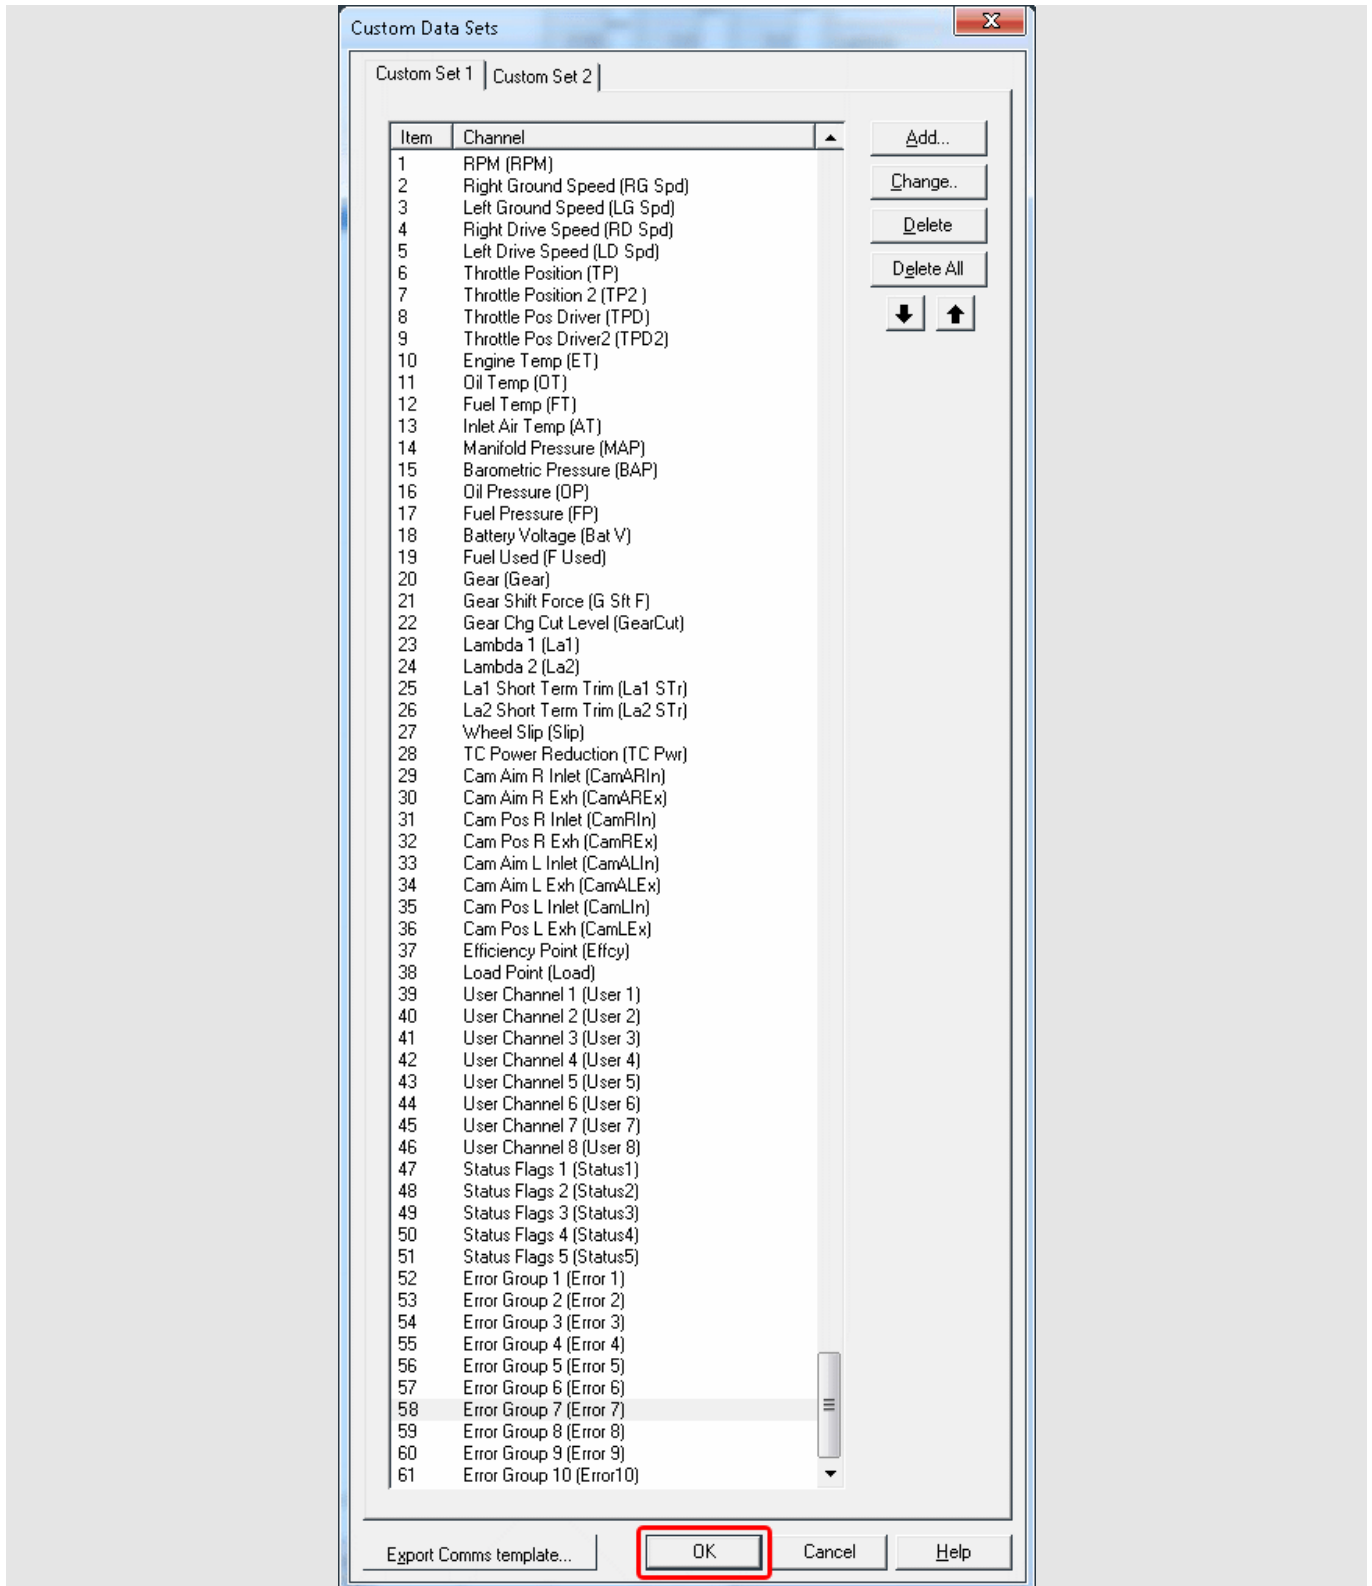 Custom Data Sets
Custom Set 1 Custom Set 2
Item Channel
Add...
1 RPM (RPM)
2 Right Ground Speed (RG Spd)
Change..
3 Left Ground Speed (LG Spd)
4 Right Drive Speed (RD Spd)
Delete
5 Left Drive Speed (LD Spd)
6 Throttle Position (TP)
Delete All
7 Throttle Position 2 (TP2 )
8 Throttle Pos Driver (TPD)
9 Throttle Pos Driver2 (TPD2)
10 Engine Temp (ET)
11 Oil Temp (OT)
12 Fuel Temp (FT)
13 Inlet Air Temp (AT)
14 Manifold Pressure (MAP)
15 Barometric Pressure (BAP)
16 Oil Pressure (OP)
17 Fuel Pressure (FP)
18 Battery Voltage (Bat V)
19 Fuel Used (F Used)
20 Gear (Gear)
21 Gear Shift Force (G Sft F)
22 Gear Chg Cut Level (GearCut)
23 Lambda 1 (La1)
24 Lambda 2 (La2)
25 La1 Short Term Trim (La1 STr)
26 La2 Short Term Trim (La2 STr)
27 Wheel Slip (Slip)
28 TC Power Reduction (TC Pwr)
29 Cam Aim R Inlet (CamARIn)
30 Cam Aim R Exh (CamAREx)
31 Cam Pos R Inlet (CamRIn)
32 Cam Pos R Exh (CamREx)
33 Cam Aim L Inlet (CamALIn)
34 Cam Aim L Exh (CamALEx)
35 Cam Pos L Inlet (CamLIn)
36 Cam Pos L Exh (CamLEx)
37 Efficiency Point (Effcy)
38 Load Point (Load)
39 User Channel 1 (User 1)
40 User Channel 2 (User 2)
41 User Channel 3 (User 3)
42 User Channel 4 (User 4)
43 User Channel 5 (User 5)
44 User Channel 6 (User 6)
45 User Channel 7 (User 7)
46 User Channel 8 (User 8)
47 Status Flags 1 (Status1)
48 Status Flags 2 (Status2)
49 Status Flags 3 (Status3)
50 Status Flags 4 (Status4)
51 Status Flags 5 (Status5)
52 Error Group 1 (Error 1)
53 Error Group 2 (Error 2)
54 Error Group 3 (Error 3)
55 Error Group 4 (Error 4)
56 Error Group 5 (Error 5)
57 Error Group 6 (Error 6)
58 Error Group 7 (Error 7)
59 Error Group 8 (Error 8)
60 Error Group 9 (Error 9)
61 Error Group 10 (Error10)
Export Comms template... OK Cancel Help